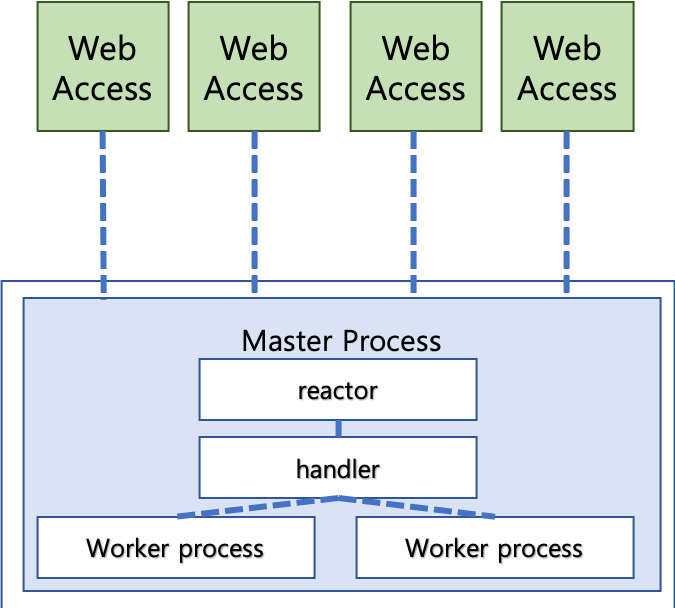 Web
Access
Web
Access
Web
Access
Web
Access
Master Process
reactor
handler
Worker process
Worker process